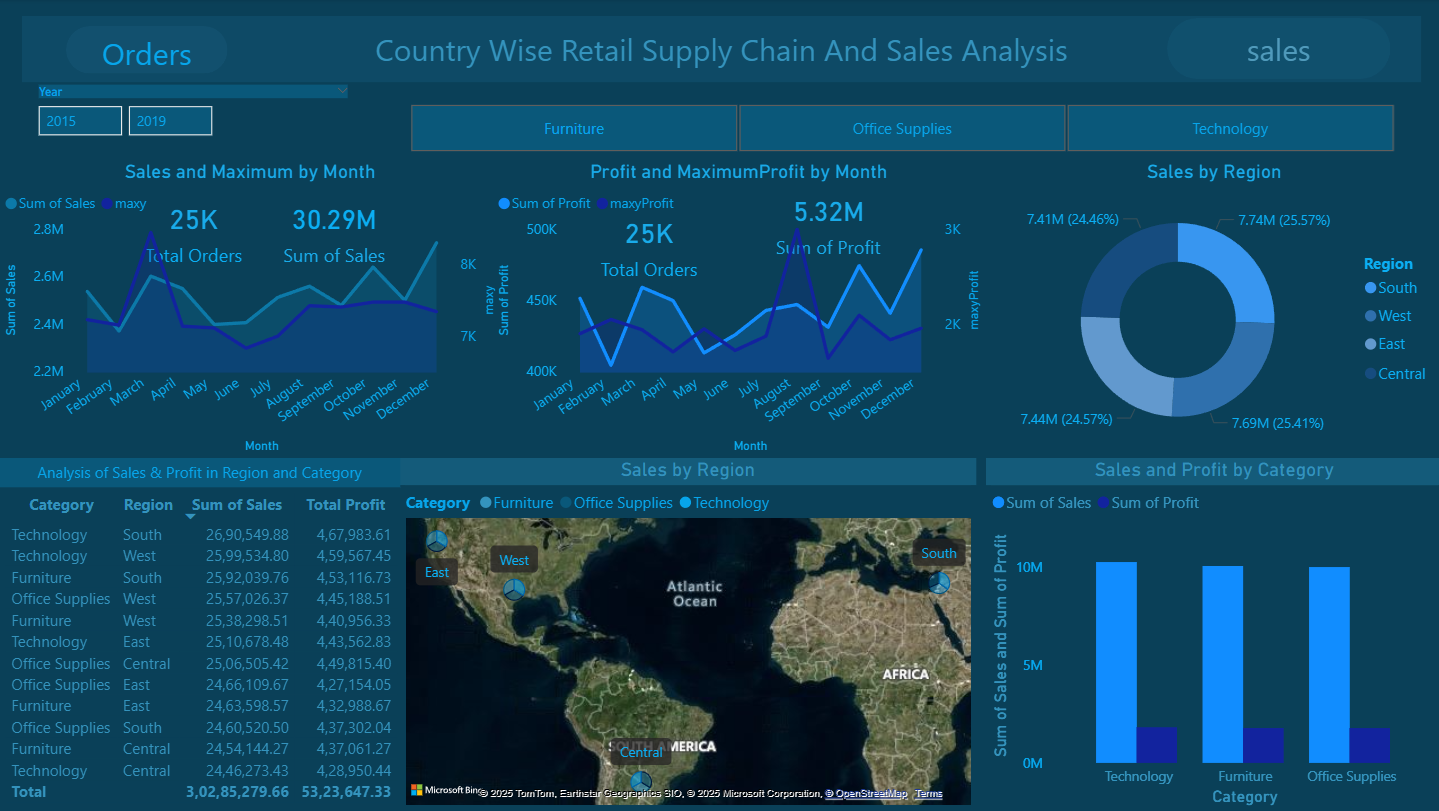 Orders
Country Wise Retail Supply Chain And Sales Analysis
sales
Year
2015
2019
Furniture
Office Supplies
Technology
Sales and Maximum by Month
Sum of Sales
maxy
25K
Total Orders
30.29M
Sum of Sales
Sum of Sales
2.8M
2.6M
2.4M
2.2M
8K
7K
maxy
January
February
March
April
May
June
July
August
September
October
November
December
Month
Profit and MaximumProfit by Month
Sum of Profit
maxyProfit
25K
Total Orders
5.32M
Sum of Profit
Sum of Profit
500K
450K
400K
3K
2K
maxyProfit
January
February
March
April
May
June
July
August
September
October
November
December
Month
Sales by Region
7.41M (24.46%)
7.74M (25.57%)
7.44M (24.57%)
7.69M (25.41%)
Region
South
West
East
Central
Analysis of Sales & Profit in Region and Category
Category Region Sum of Sales Total Profit
Technology South 26,90,549.88 4,67,983.61
Technology West 25,99,534.80 4,59,567.45
Furniture South 25,92,039.76 4,53,116.73
Office Supplies West 25,57,026.37 4,45,188.51
Furniture West 25,38,298.51 4,40,956.33
Technology East 25,10,678.48 4,43,562.83
Office Supplies Central 25,06,505.42 4,49,815.40
Office Supplies East 24,66,109.67 4,27,154.05
Furniture East 24,63,598.57 4,32,988.67
Office Supplies South 24,60,520.50 4,37,302.04
Furniture Central 24,54,144.27 4,37,061.27
Technology Central 24,46,273.43 4,28,950.44
Total 3,02,85,279.66 53,23,647.33
Sales by Region
Category Furniture Office Supplies Technology
East
West
South
Atlantic
Ocean
AFRICA
SOUTH AMERICA
Central
Microsoft Bing
© 2025 TomTom, Earthstar Geographics SIO, © 2025 Microsoft Corporation, © OpenStreetMap Terms
Sales and Profit by Category
Sum of Sales
Sum of Profit
Sum of Sales and Sum of Profit
10M
5M
0M
Technology
Furniture
Office Supplies
Category